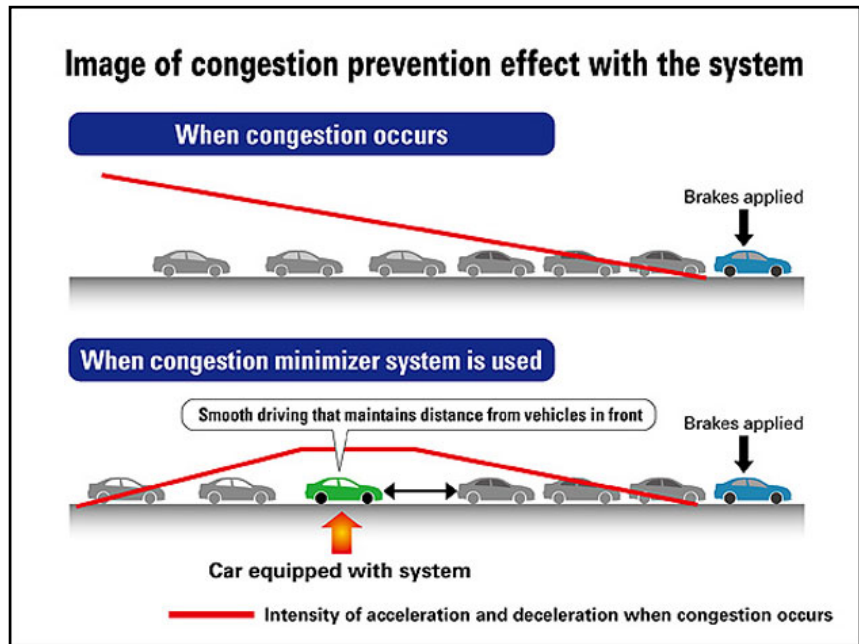 Image of congestion prevention effect with the system
When congestion occurs
Brakes applied
When congestion minimizer system is used
Smooth driving that maintains distance from vehicles in front
Brakes applied
Car equipped with system
Intensity of acceleration and deceleration when congestion occurs